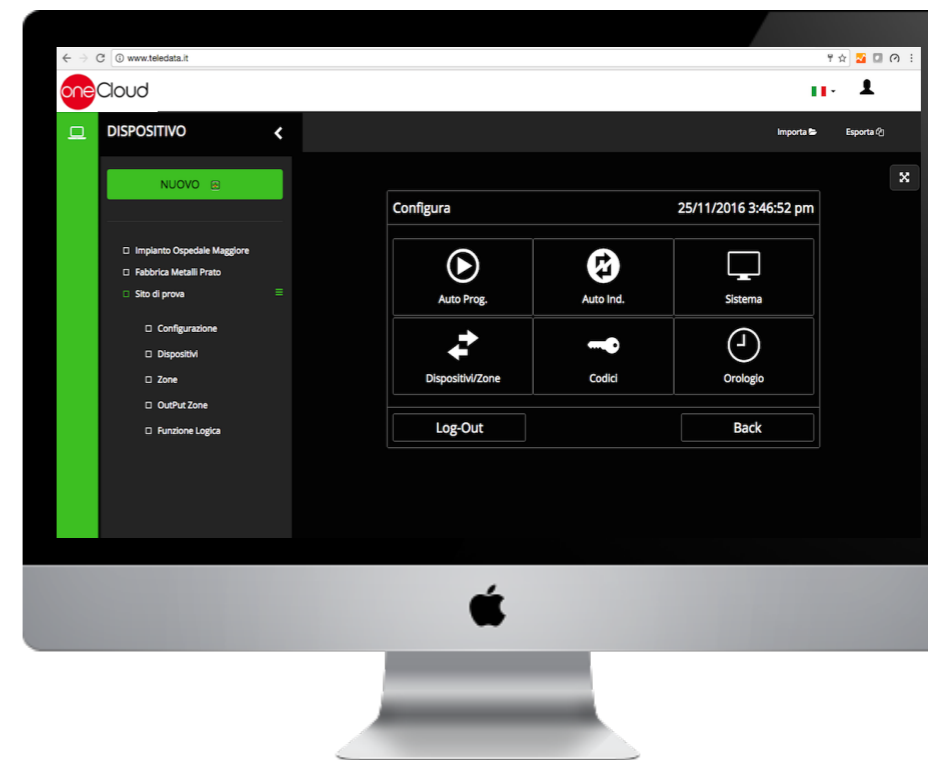 www.teledata.it
oneCloud
DISPOSITIVO
Importa
Esporta
NUOVO
Impianto Ospedale Maggiore
Fabbrica Metalli Prato
Sito di prova
Configurazione
Dispositivi
Zone
OutPut Zone
Funzione Logica
Configura 25/11/2016 3:46:52 pm
Auto Prog. Auto Ind. Sistema
Dispositivi/Zone Codici Orologio
Log-Out Back